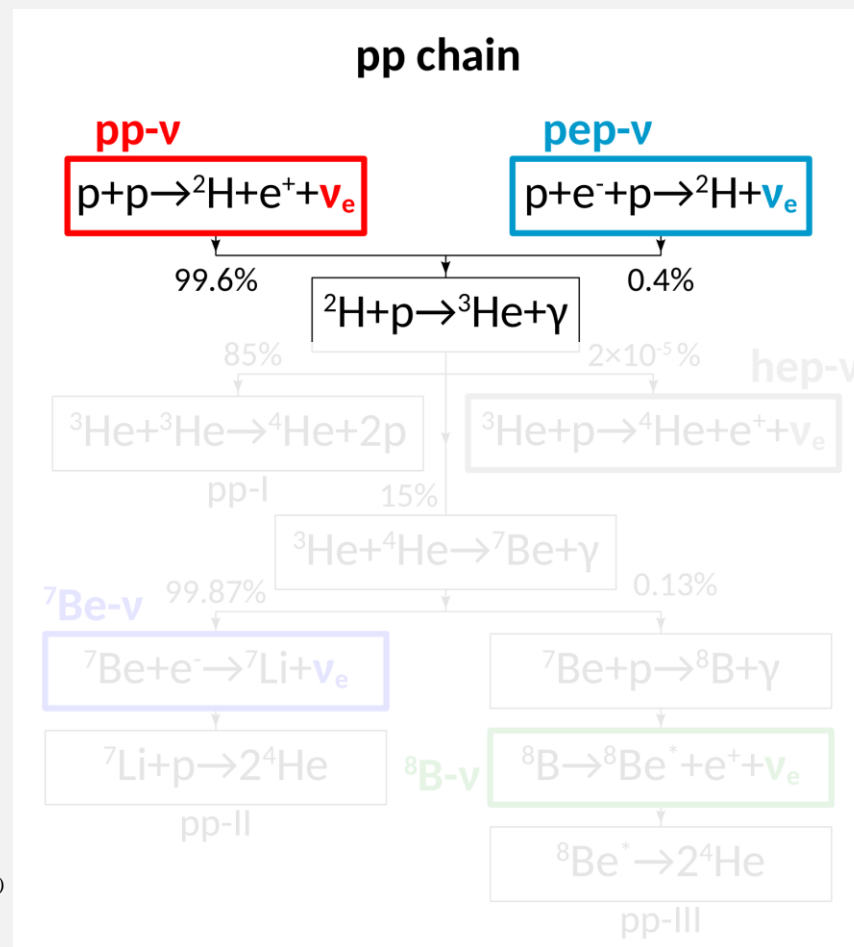 pp chain
pp-ν
pep-ν
p+p→²H+e⁺+νₑ
p+e⁻+p→²H+νₑ
99.6%
0.4%
²H+p→³He+γ
85%
2×10⁻⁵%
hep-ν
³He+³He→⁴He+2p
³He+p→⁴He+e⁺+νₑ
pp-I
15%
³He+⁴He→⁷Be+γ
⁷Be-ν
99.87%
0.13%
⁷Be+e⁻→⁷Li+νₑ
⁷Be+p→⁸B+γ
⁷Li+p→2⁴He
⁸B-ν
⁸B→⁸Be*+e⁺+νₑ
pp-II
⁸Be*→2⁴He
pp-III
)